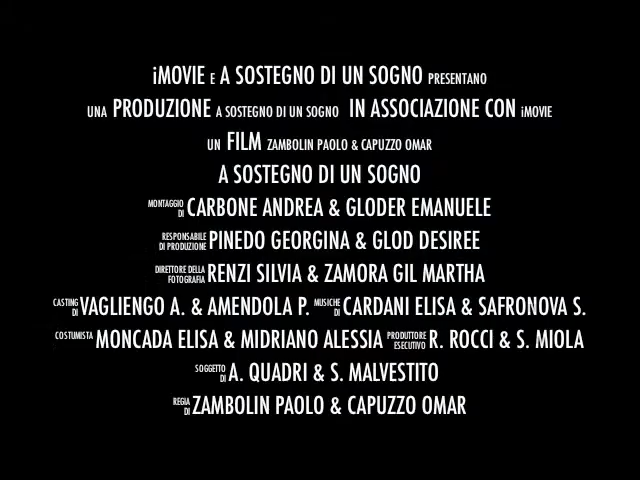 iMOVIE E A SOSTEGNO DI UN SOGNO PRESENTANO
UNA PRODUZIONE A SOSTEGNO DI UN SOGNO IN ASSOCIAZIONE CON iMOVIE
UN FILM ZAMBOLIN PAOLO & CAPUZZO OMAR
A SOSTEGNO DI UN SOGNO
MONTAGGIO DI CARBONE ANDREA & GLODER EMANUELE
RESPONSABILE DI PRODUZIONE PINEDO GEORGINA & GLOD DESIREE
DIRETTORE DELLA FOTOGRAFIA RENZI SILVIA & ZAMORA GIL MARTHA
CASTING DI VAGLIENGO A. & AMENDOLA P. MUSICHE DI CARDANI ELISA & SAFRONOVA S.
COSTUMISTA MONCADA ELISA & MIDRIANO ALESSIA PRODUTTORE ESECUTIVO R. ROCCI & S. MIOLA
SOGGETTO DI A. QUADRI & S. MALVESTITO
REGIA DI ZAMBOLIN PAOLO & CAPUZZO OMAR